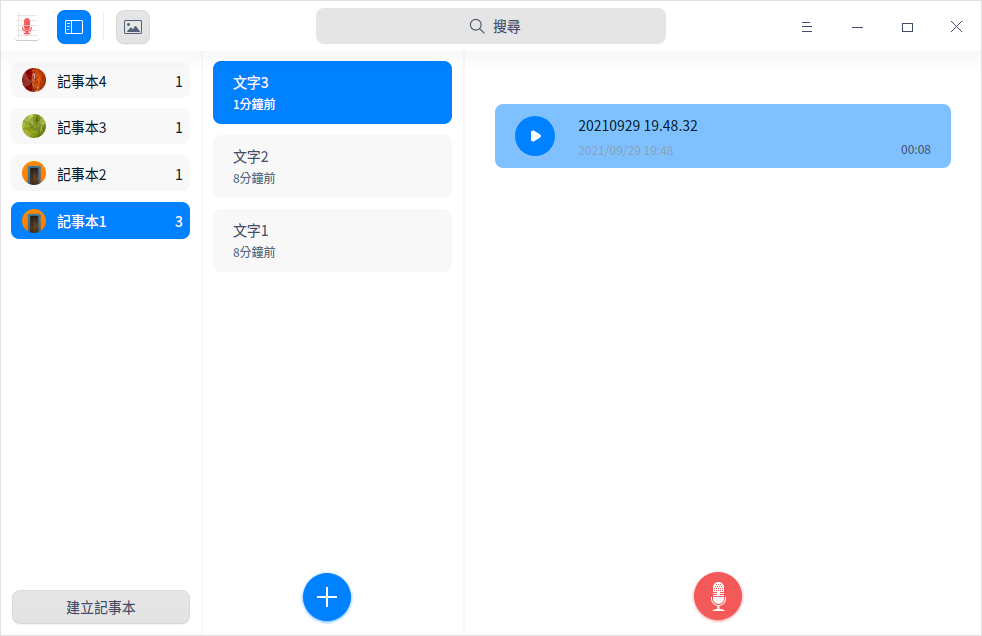 搜尋
記事本4 1
記事本3 1
記事本2 1
記事本1 3
建立記事本
文字3
1分鐘前
文字2
8分鐘前
文字1
8分鐘前
20210929 19.48.32
2021/09/29 19:48
00:08